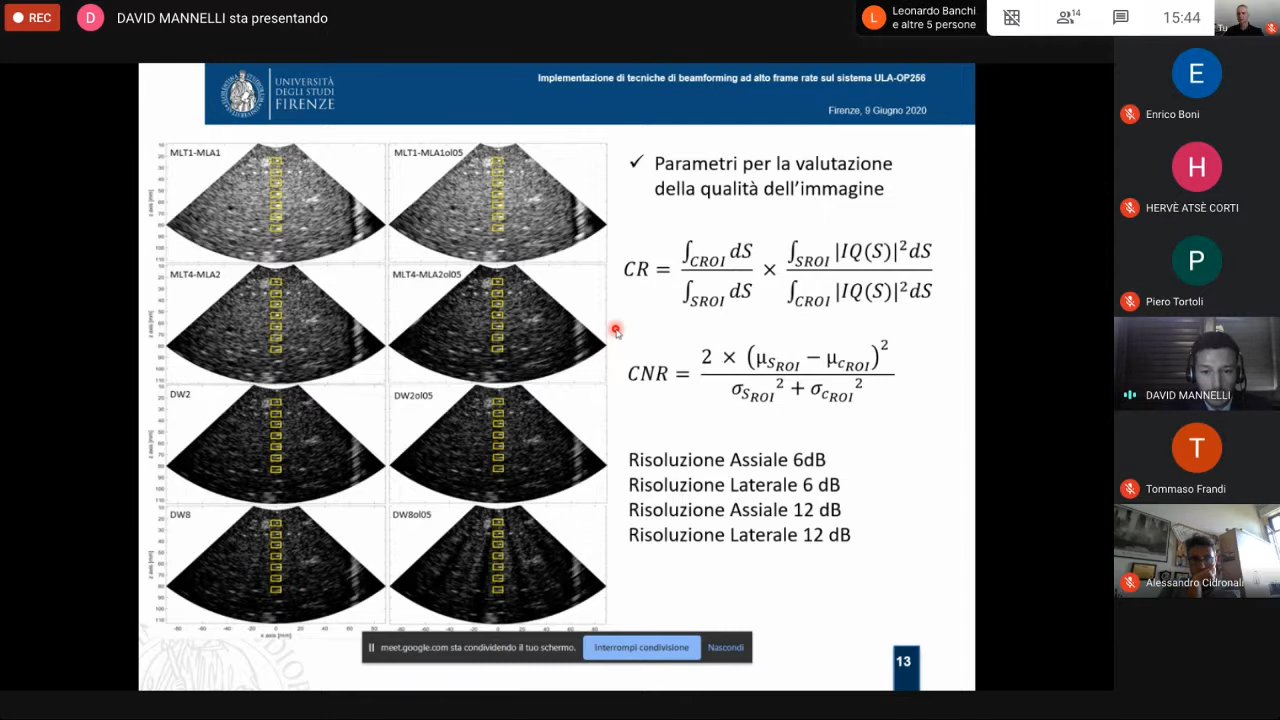 REC
D
DAVID MANNELLI sta presentando
L
Leonardo Banchi
e altre 5 persone
14
15:44
Tu
UNIVERSITÀ
DEGLI STUDI
FIRENZE
Implementazione di tecniche di beamforming ad alto frame rate sul sistema ULA-OP256
Firenze, 9 Giugno 2020
MLT1-MLA1
MLT1-MLA1ol05
MLT4-MLA2
MLT4-MLA2ol05
DW2
DW2ol05
DW8
DW8ol05
z axis [mm]
x axis [mm]
✓ Parametri per la valutazione
della qualità dell'immagine
CR = ∫CROI dS / ∫SROI dS × ∫SROI |IQ(S)|² dS / ∫CROI |IQ(S)|² dS
CNR = 2 × (μSROI − μcROI)² / σSROI² + σcROI²
Risoluzione Assiale 6dB
Risoluzione Laterale 6 dB
Risoluzione Assiale 12 dB
Risoluzione Laterale 12 dB
meet.google.com sta condividendo il tuo schermo.
Interrompi condivisione
Nascondi
13
E
Enrico Boni
H
HERVÈ ATSÈ CORTI
P
Piero Tortoli
DAVID MANNELLI
T
Tommaso Frandi
Alessandro Cidronali